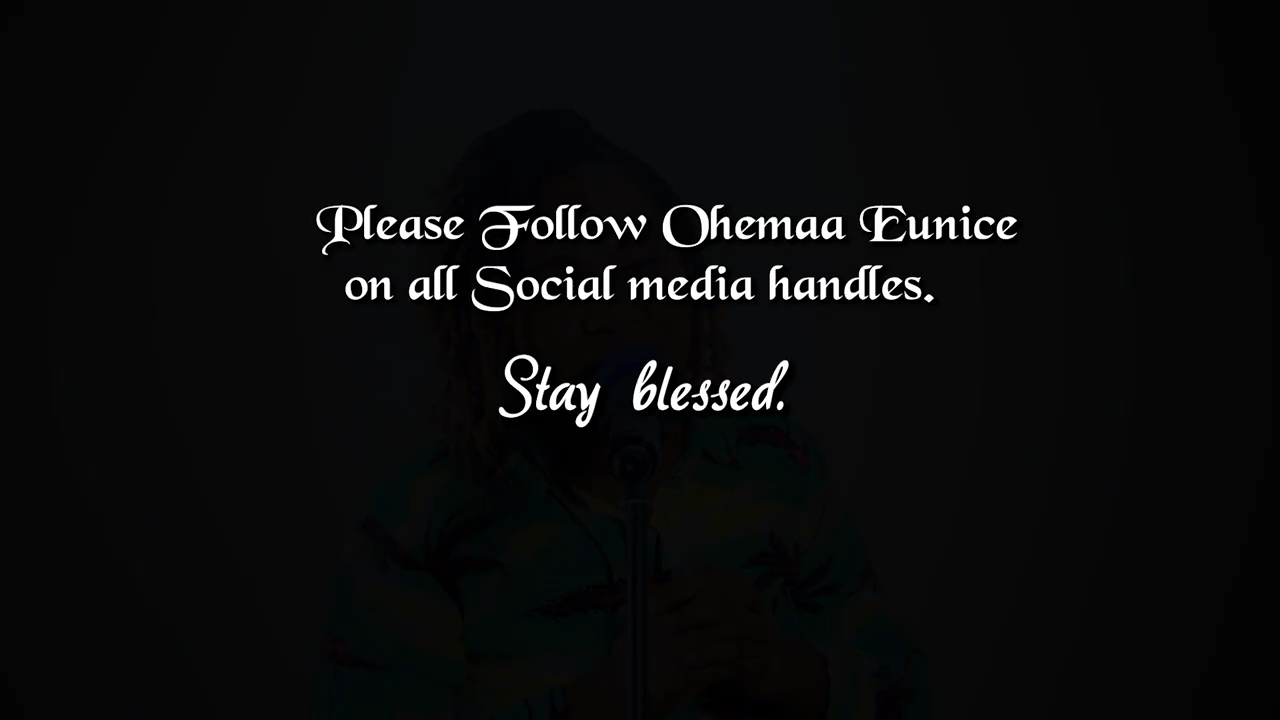 Please Follow Ohemaa Eunice
on all Social media handles.
Stay blessed.